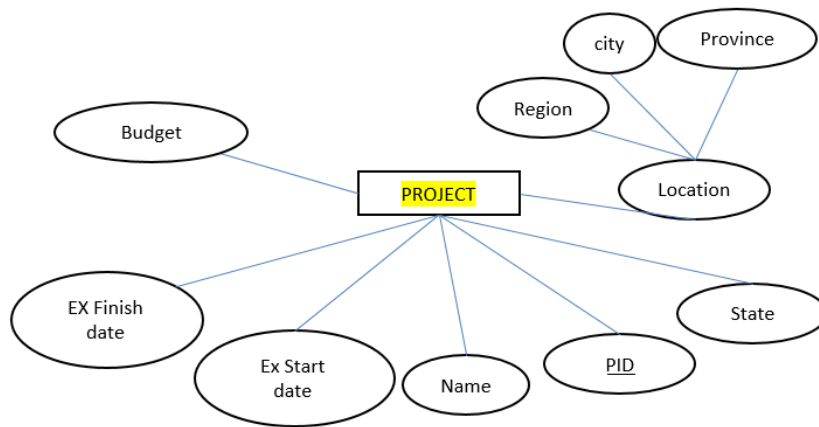 city
Province
Region
Budget
PROJECT
Location
EX Finish
date
Ex Start
date
Name
PID
State